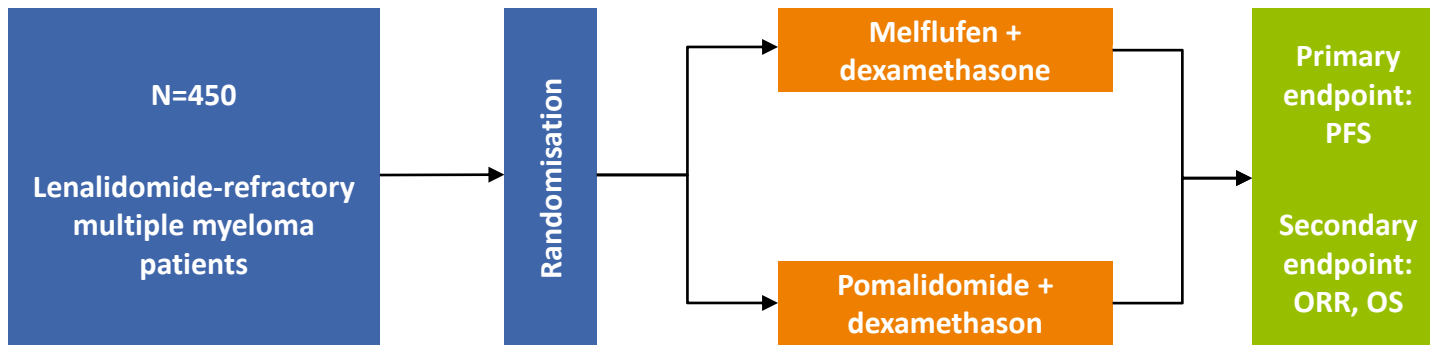 N=450
Lenalidomide-refractory
multiple myeloma
patients
Randomisation
Melflufen +
dexamethasone
Pomalidomide +
dexamethason
Primary
endpoint:
PFS
Secondary
endpoint:
ORR, OS